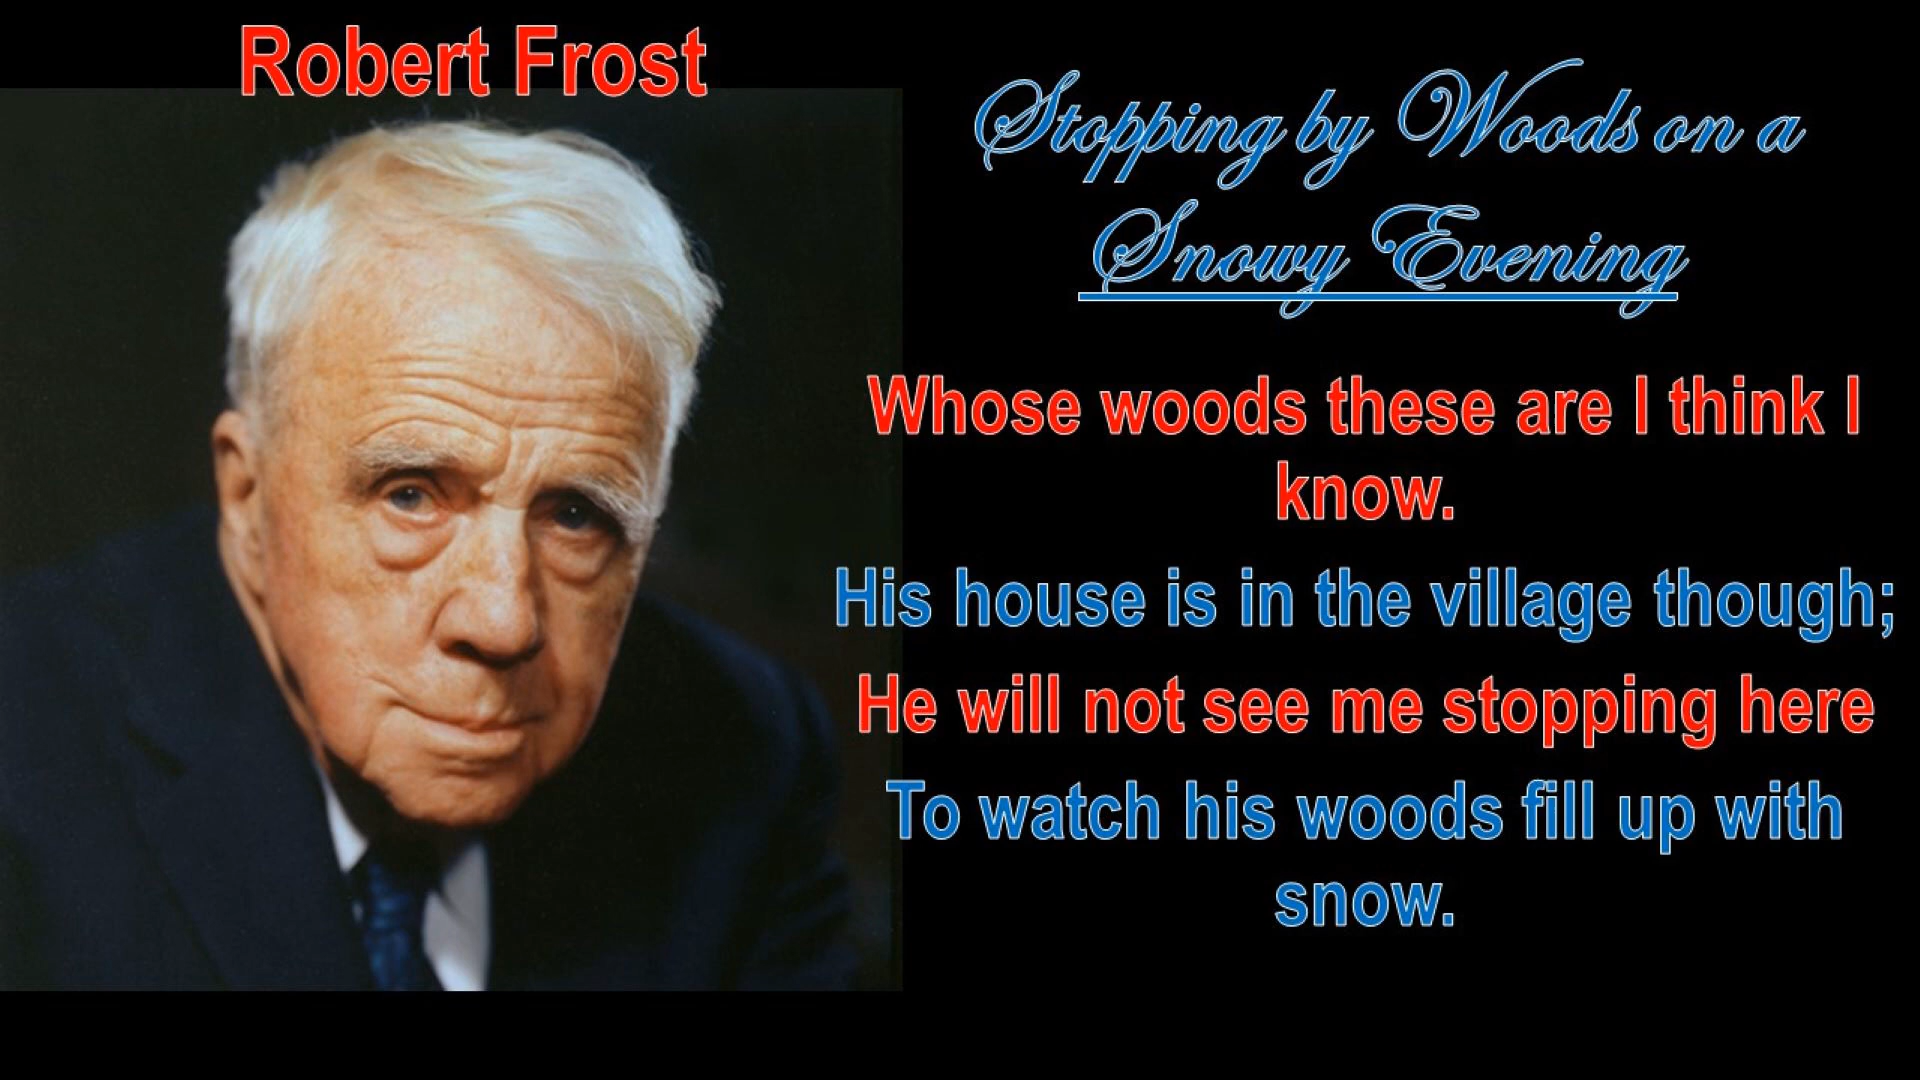 Robert Frost
Stopping by Woods on a
Snowy Evening
Whose woods these are I think I
know.
His house is in the village though;
He will not see me stopping here
To watch his woods fill up with
snow.